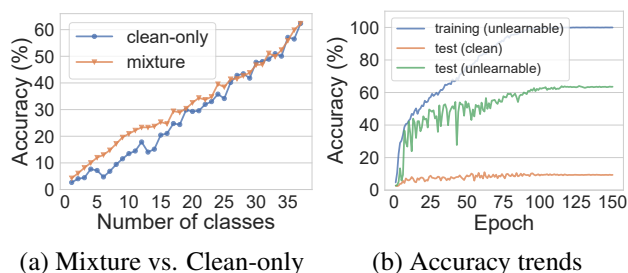 Accuracy (%)
60
50
40
30
20
10
0
clean-only
mixture
0 5 10 15 20 25 30 35
Number of classes
(a) Mixture vs. Clean-only
Accuracy (%)
100
80
60
40
20
0
training (unlearnable)
test (clean)
test (unlearnable)
0 25 50 75 100 125 150
Epoch
(b) Accuracy trends